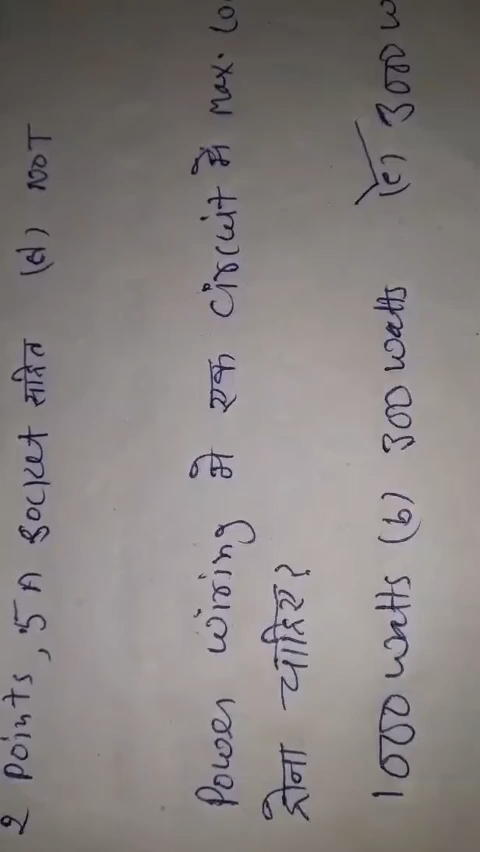 2 Points, 5 A Socket सहित (d) NOT
Power wiring मे एक circuit में Max. Lo
होना चाहिए?
1000 watts (b) 300 watts (c) 3000 w